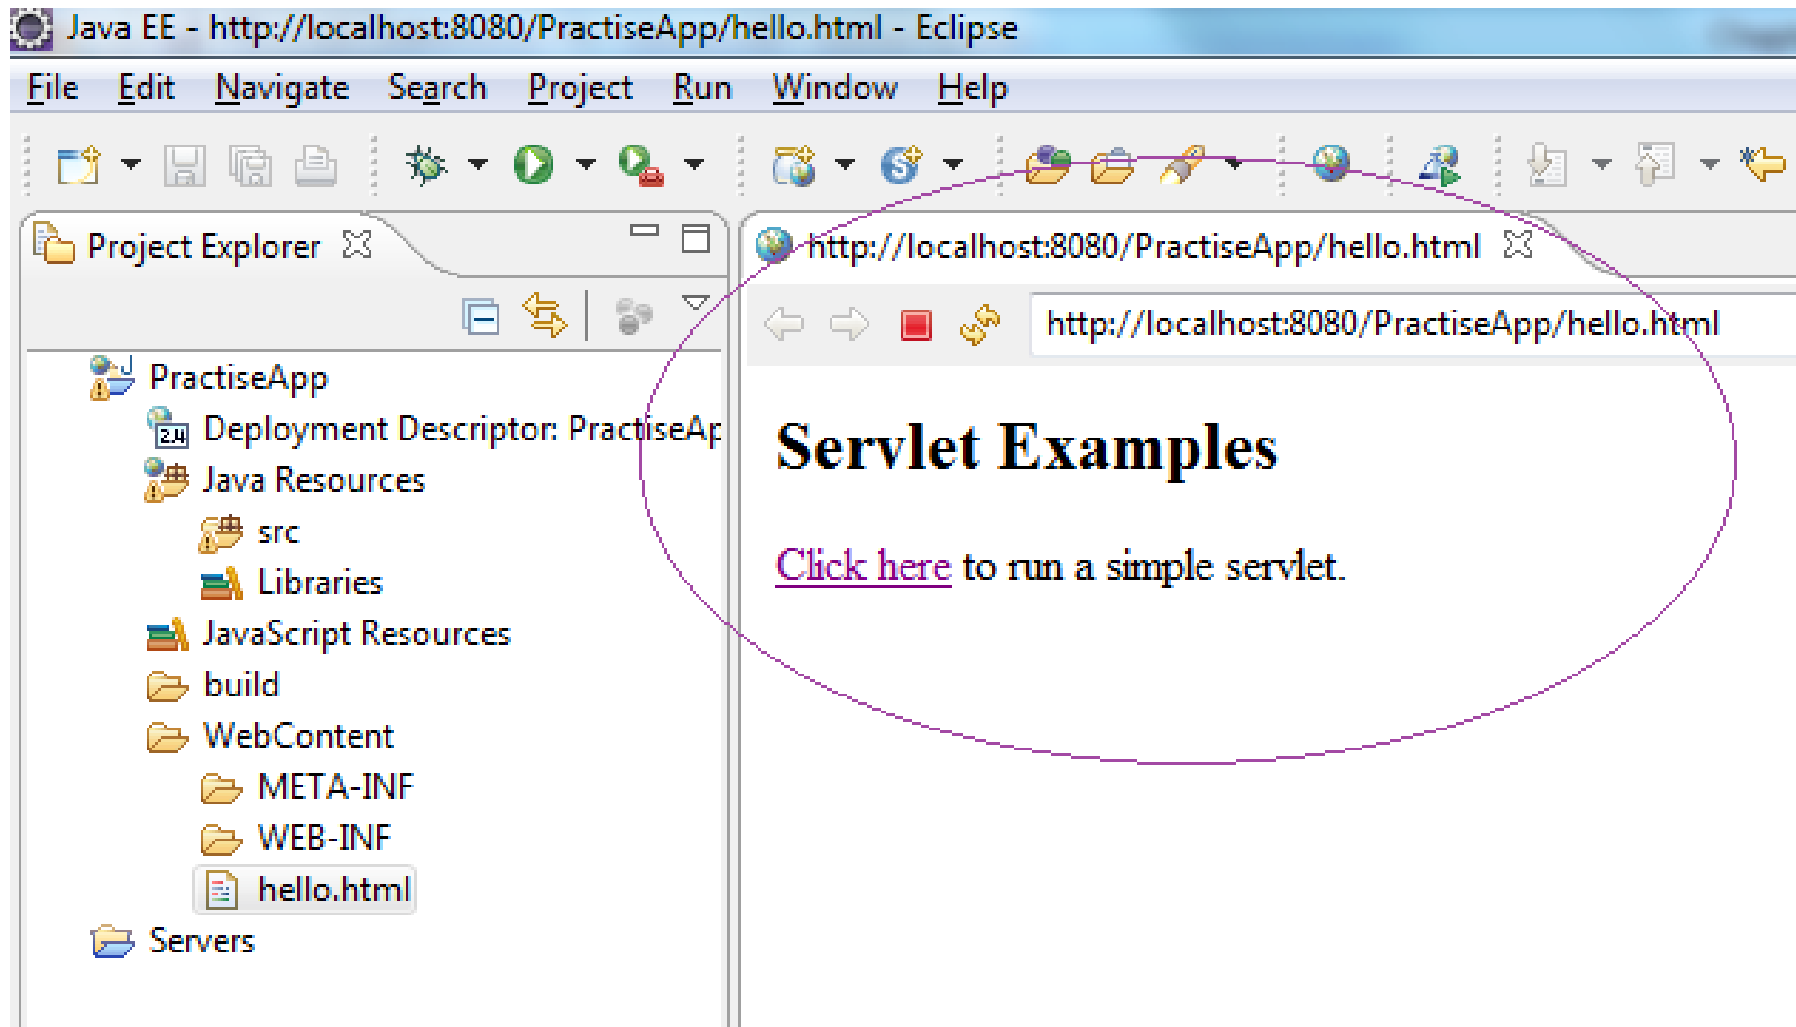 Java EE - http://localhost:8080/PractiseApp/hello.html - Eclipse
File Edit Navigate Search Project Run Window Help
Project Explorer
PractiseApp
2.4 Deployment Descriptor: PractiseAp
Java Resources
src
Libraries
JavaScript Resources
build
WebContent
META-INF
WEB-INF
hello.html
Servers
http://localhost:8080/PractiseApp/hello.html
http://localhost:8080/PractiseApp/hello.html
Servlet Examples
Click here to run a simple servlet.